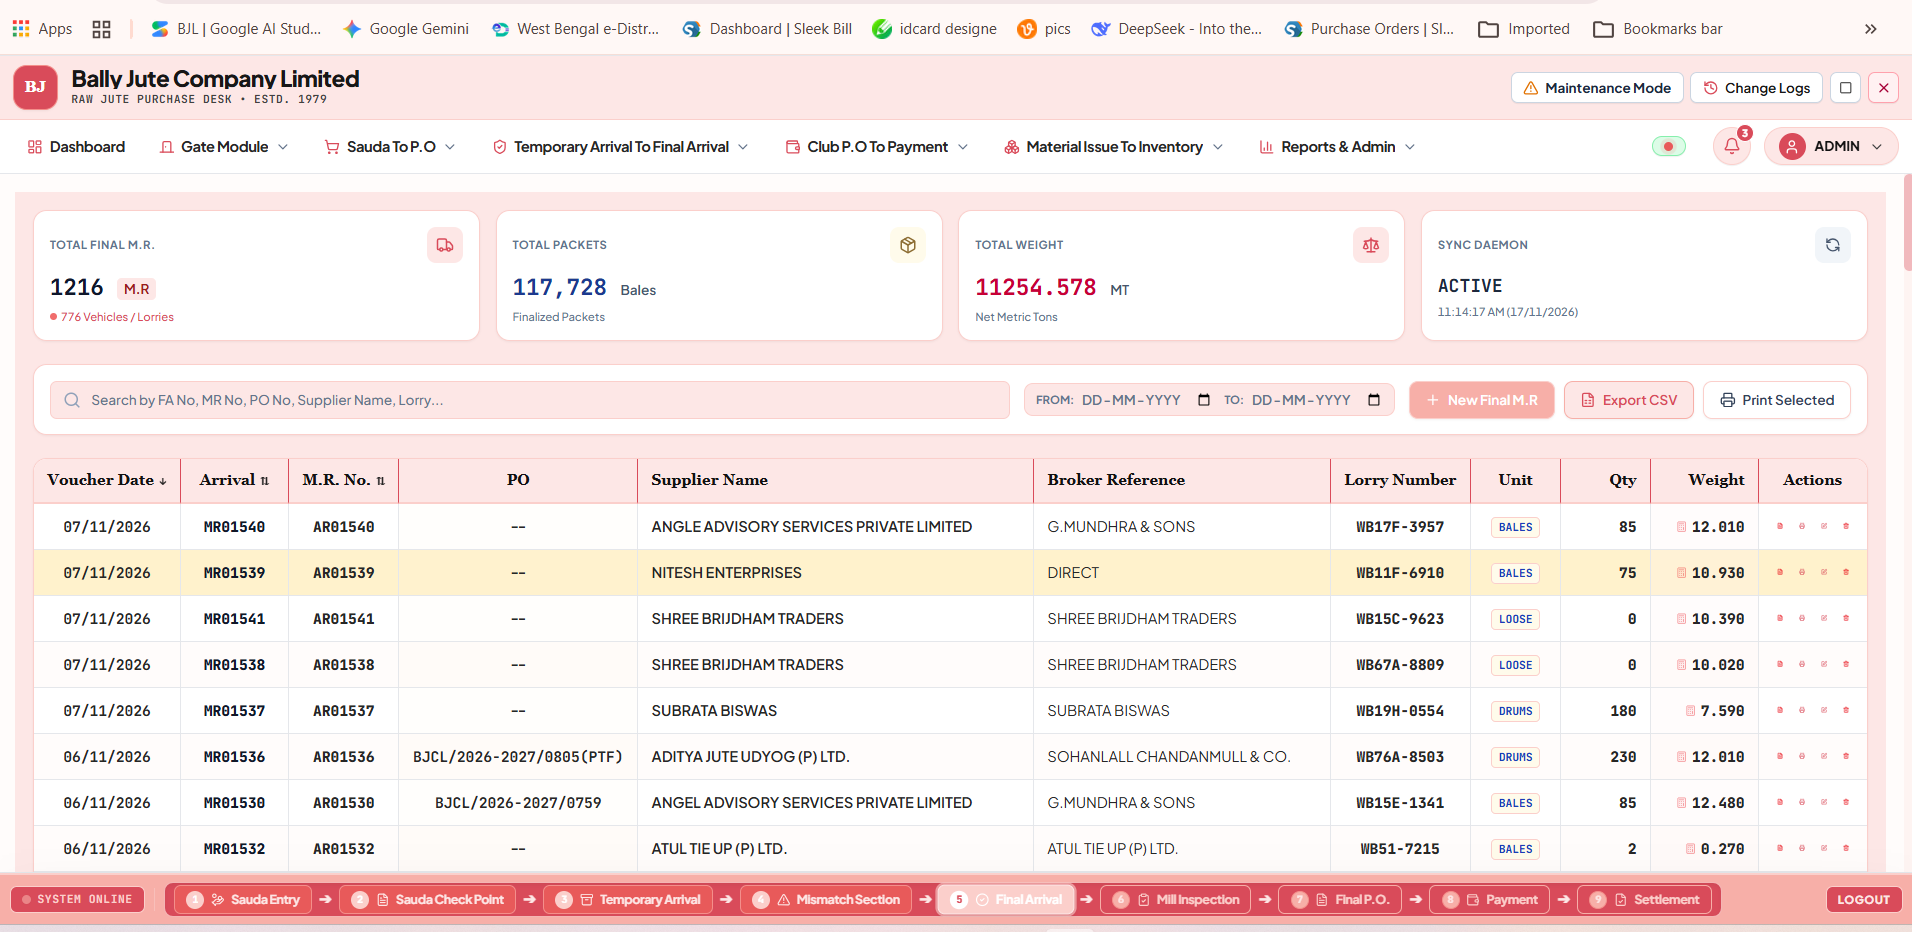 Apps
BJL | Google AI Stud...
Google Gemini
West Bengal e-Distr...
Dashboard | Sleek Bill
idcard designe
pics
DeepSeek - Into the...
Purchase Orders | Sl...
Imported
Bookmarks bar
BJ
Bally Jute Company Limited
RAW JUTE PURCHASE DESK • ESTD. 1979
Maintenance Mode
Change Logs
Dashboard
Gate Module
Sauda To P.O
Temporary Arrival To Final Arrival
Club P.O To Payment
Material Issue To Inventory
Reports & Admin
3
ADMIN
TOTAL FINAL M.R.
1216 M.R
776 Vehicles / Lorries
TOTAL PACKETS
117,728 Bales
Finalized Packets
TOTAL WEIGHT
11254.578 MT
Net Metric Tons
SYNC DAEMON
ACTIVE
11:14:17 AM (17/11/2026)
Search by FA No, MR No, PO No, Supplier Name, Lorry...
FROM: DD-MM-YYYY TO: DD-MM-YYYY
+ New Final M.R
Export CSV
Print Selected
Voucher Date ↓ Arrival ⇅ M.R. No. ⇅ PO Supplier Name Broker Reference Lorry Number Unit Qty Weight Actions
07/11/2026 MR01540 AR01540 -- ANGLE ADVISORY SERVICES PRIVATE LIMITED G.MUNDHRA & SONS WB17F-3957 BALES 85 12.010
07/11/2026 MR01539 AR01539 -- NITESH ENTERPRISES DIRECT WB11F-6910 BALES 75 10.930
07/11/2026 MR01541 AR01541 -- SHREE BRIJDHAM TRADERS SHREE BRIJDHAM TRADERS WB15C-9623 LOOSE 0 10.390
07/11/2026 MR01538 AR01538 -- SHREE BRIJDHAM TRADERS SHREE BRIJDHAM TRADERS WB67A-8809 LOOSE 0 10.020
07/11/2026 MR01537 AR01537 -- SUBRATA BISWAS SUBRATA BISWAS WB19H-0554 DRUMS 180 7.590
06/11/2026 MR01536 AR01536 BJCL/2026-2027/0805(PTF) ADITYA JUTE UDYOG (P) LTD. SOHANLALL CHANDANMULL & CO. WB76A-8503 DRUMS 230 12.010
06/11/2026 MR01530 AR01530 BJCL/2026-2027/0759 ANGEL ADVISORY SERVICES PRIVATE LIMITED G.MUNDHRA & SONS WB15E-1341 BALES 85 12.480
06/11/2026 MR01532 AR01532 -- ATUL TIE UP (P) LTD. ATUL TIE UP (P) LTD. WB51-7215 BALES 2 0.270
SYSTEM ONLINE
1 Sauda Entry ➔ 2 Sauda Check Point ➔ 3 Temporary Arrival ➔ 4 Mismatch Section ➔ 5 Final Arrival ➔ 6 Mill Inspection ➔ 7 Final P.O. ➔ 8 Payment ➔ 9 Settlement
LOGOUT